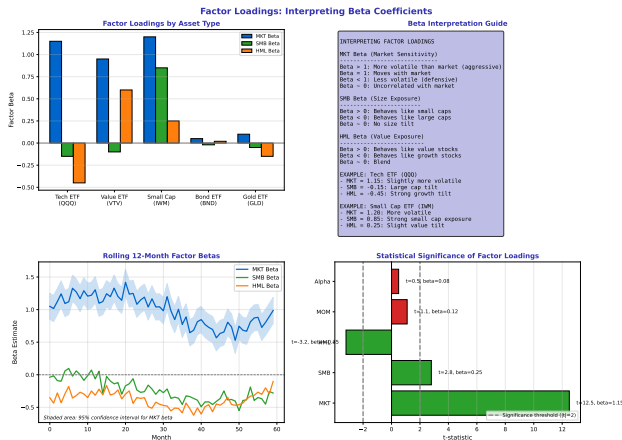 Factor Loadings: Interpreting Beta Coefficients
Factor Loadings by Asset Type
Factor Beta
1.25
1.00
0.75
0.50
0.25
0.00
−0.25
−0.50
MKT Beta
SMB Beta
HML Beta
Tech ETF
(QQQ)
Value ETF
(VTV)
Small Cap
(IWM)
Bond ETF
(BND)
Gold ETF
(GLD)
Beta Interpretation Guide
INTERPRETING FACTOR LOADINGS
MKT Beta (Market Sensitivity)
----------------------------
Beta > 1: More volatile than market (aggressive)
Beta = 1: Moves with market
Beta < 1: Less volatile (defensive)
Beta ~ 0: Uncorrelated with market
SMB Beta (Size Exposure)
----------------------------
Beta > 0: Behaves like small caps
Beta < 0: Behaves like large caps
Beta ~ 0: No size tilt
HML Beta (Value Exposure)
----------------------------
Beta > 0: Behaves like value stocks
Beta < 0: Behaves like growth stocks
Beta ~ 0: Blend
EXAMPLE: Tech ETF (QQQ)
- MKT = 1.15: Slightly more volatile
- SMB = -0.15: Large cap tilt
- HML = -0.45: Strong growth tilt
EXAMPLE: Small Cap ETF (IWM)
- MKT = 1.20: More volatile
- SMB = 0.85: Strong small cap exposure
- HML = 0.25: Slight value tilt
Rolling 12-Month Factor Betas
Beta Estimate
1.5
1.0
0.5
0.0
−0.5
MKT Beta
SMB Beta
HML Beta
Shaded area: 95% confidence interval for MKT beta
0
10
20
30
40
50
60
Month
Statistical Significance of Factor Loadings
Alpha
t=0.5, beta=0.08
MOM
t=1.1, beta=0.12
SMB
t=2.8, beta=0.25
MKT
t=12.5, beta=1.15
Significance threshold (|t|=2)
−2
0
2
4
6
8
10
12
t-statistic